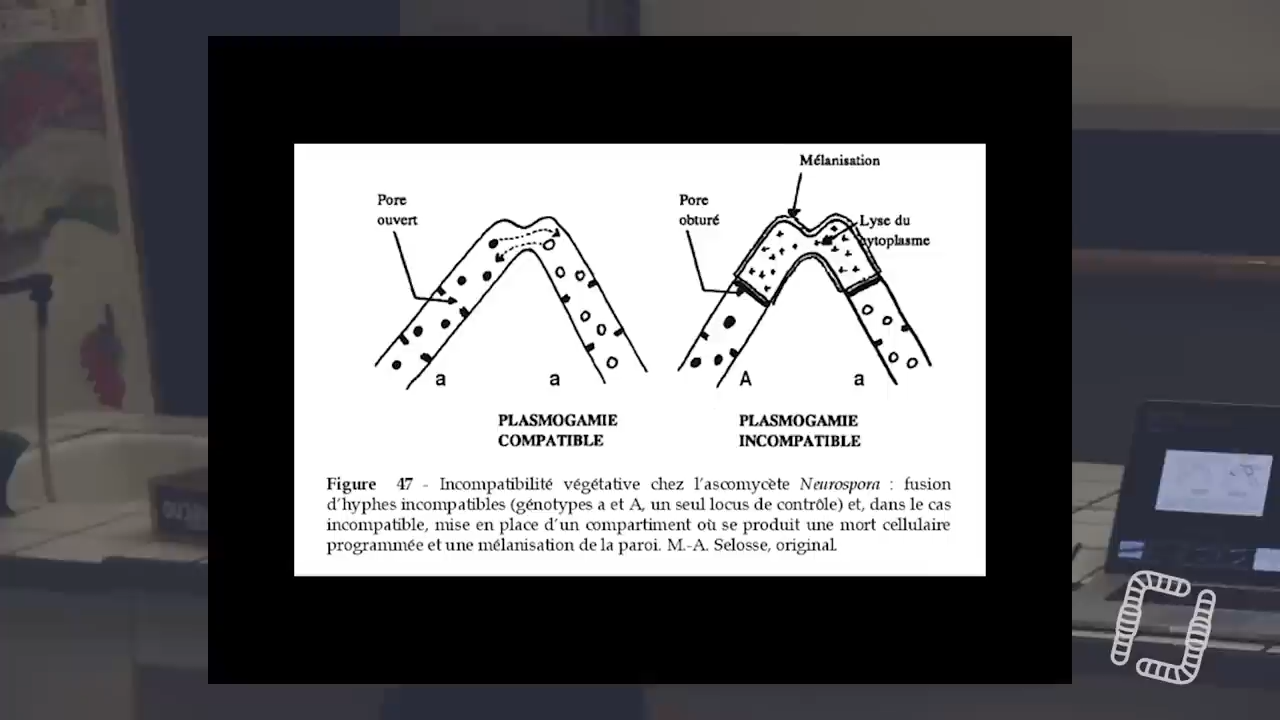 Mélanisation
Pore
ouvert
Pore
obturé
Lyse du
cytoplasme
a
a
A
a
PLASMOGAMIE
COMPATIBLE
PLASMOGAMIE
INCOMPATIBLE
Figure 47 - Incompatibilité végétative chez l'ascomycète Neurospora : fusion
d'hyphes incompatibles (génotypes a et A, un seul locus de contrôle) et, dans le cas
incompatible, mise en place d'un compartiment où se produit une mort cellulaire
programmée et une mélanisation de la paroi. M.-A. Selosse, original.